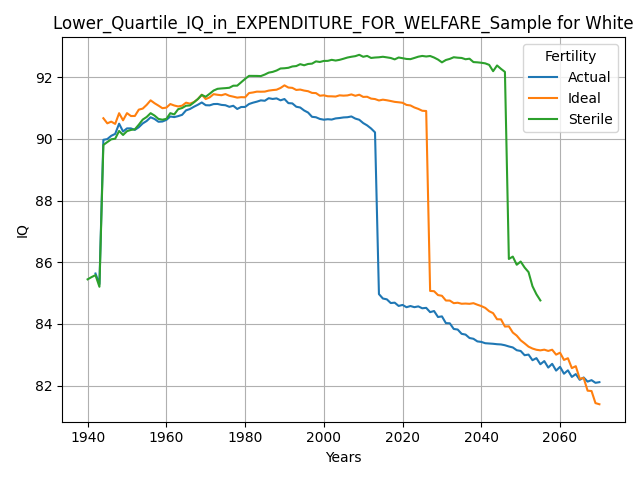 Lower_Quartile_IQ_in_EXPENDITURE_FOR_WELFARE_Sample for White
Fertility
Actual
Ideal
Sterile
IQ
92
90
88
86
84
82
1940
1960
1980
2000
2020
2040
2060
Years